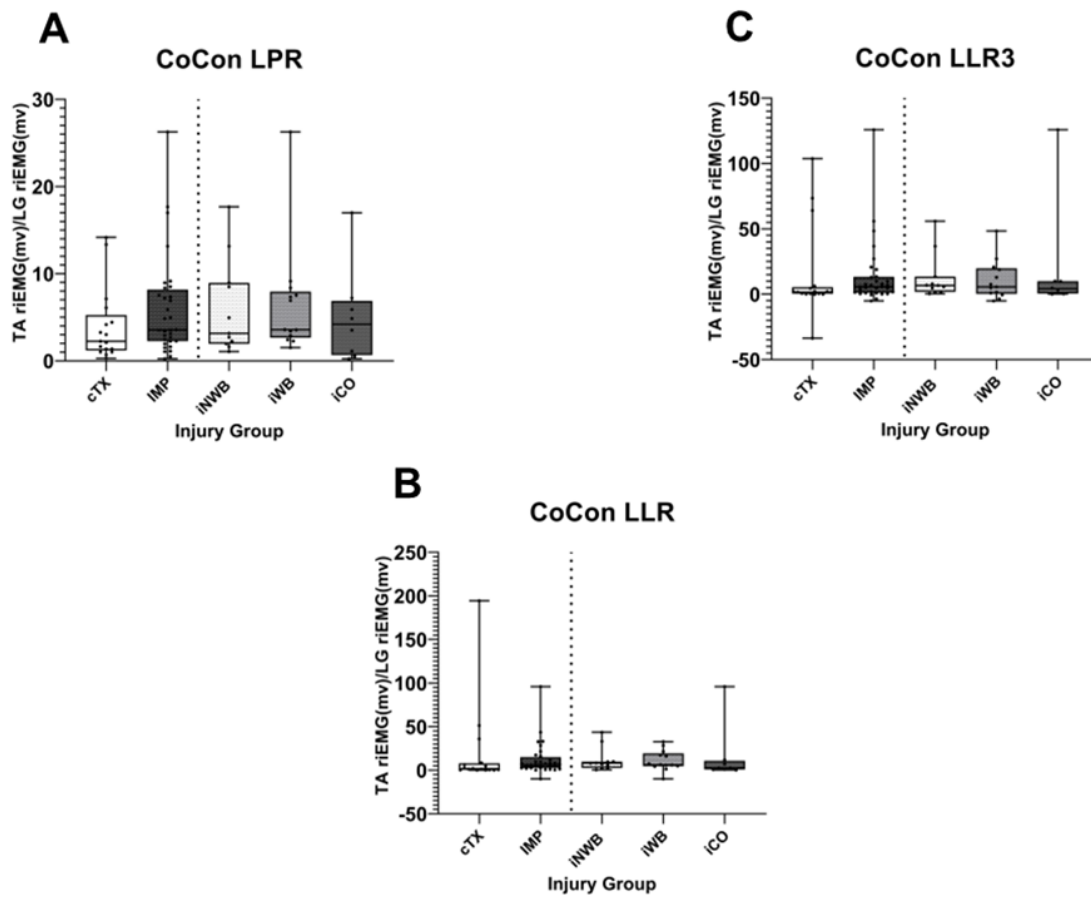 A
CoCon LPR
TA riEMG(mv)/LG riEMG(mv)
30
20
10
0
cTX
IMP
iNWB
iWB
iCO
Injury Group
C
CoCon LLR3
TA riEMG(mv)/LG riEMG(mv)
150
100
50
0
-50
cTX
IMP
iNWB
iWB
iCO
Injury Group
B
CoCon LLR
TA riEMG(mv)/LG riEMG(mv)
250
200
150
100
50
0
-50
cTX
IMP
iNWB
iWB
iCO
Injury Group